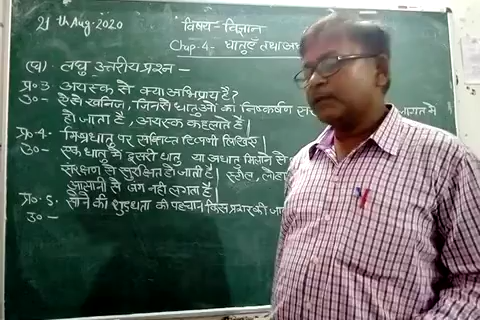 21 th Aug. 2020
विषय - विज्ञान
Chap-4- धातुएँ तथा
(ब) लघु उत्तरीय प्रश्न -
प्र० 3. अयस्क से क्या अभिप्राय है?
उ० - ऐसे खनिज, जिनसे धातुओं का निष्कर्षण लागत में
हो जाता है, अयस्क कहलाते हैं।
प्र० 4. मिश्रधातु पर संक्षिप्त टिप्पणी लिखिए।
उ० - एक धातु में दूसरी धातु या अधातु मिलाने से
संरक्षण से सुरक्षित हो जाती है। स्टील, लोहा
आसानी से जंग नहीं लगता है।
प्र० 5. सोने की शुद्धता की पहचान किस प्रकार की
उ० -